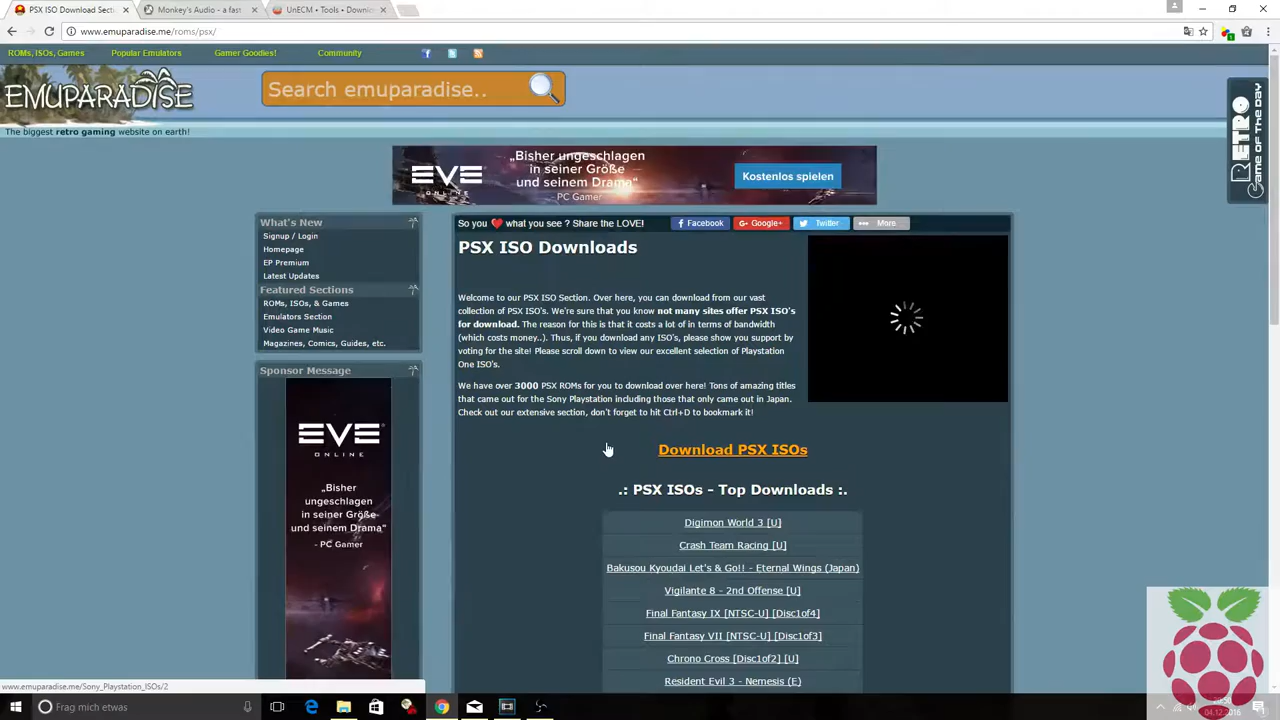 PSX ISO Download Sect
Monkey's Audio - a fast
UnECM • Tools • Downlo
www.emuparadise.me/roms/psx/
ROMs, ISOs, Games
Popular Emulators
Gamer Goodies!
Community
EMUPARADISE
Search emuparadise..
The biggest retro gaming website on earth!
RETRO
Game OF THE DAY
EVE
ONLINE
„Bisher ungeschlagen
in seiner Größe
und seinem Drama“
PC Gamer
Kostenlos spielen
What's New
Signup / Login
Homepage
EP Premium
Latest Updates
Featured Sections
ROMs, ISOs, & Games
Emulators Section
Video Game Music
Magazines, Comics, Guides, etc.
Sponsor Message
EVE
ONLINE
„Bisher
ungeschlagen
in seiner Größe
und seinem Drama“
- PC Gamer
So you ❤ what you see ? Share the LOVE!
Facebook
Google+
Twitter
More
PSX ISO Downloads
Welcome to our PSX ISO Section. Over here, you can download from our vast
collection of PSX ISO's. We're sure that you know not many sites offer PSX ISO's
for download. The reason for this is that it costs a lot in terms of bandwidth
(which costs money..). Thus, if you download any ISO's, please show you support by
voting for the site! Please scroll down to view our excellent selection of Playstation
One ISO's.
We have over 3000 PSX ROMs for you to download over here! Tons of amazing titles
that came out for the Sony Playstation including those that only came out in Japan.
Check out our extensive section, don't forget to hit Ctrl+D to bookmark it!
Download PSX ISOs
.: PSX ISOs - Top Downloads :.
Digimon World 3 [U]
Crash Team Racing [U]
Bakusou Kyoudai Let's & Go!! - Eternal Wings (Japan)
Vigilante 8 - 2nd Offense [U]
Final Fantasy IX [NTSC-U] [Disc1of4]
Final Fantasy VII [NTSC-U] [Disc1of3]
Chrono Cross [Disc1of2] [U]
Resident Evil 3 - Nemesis (E)
www.emuparadise.me/Sony_Playstation_ISOs/2
Frag mich etwas
04.12.2016